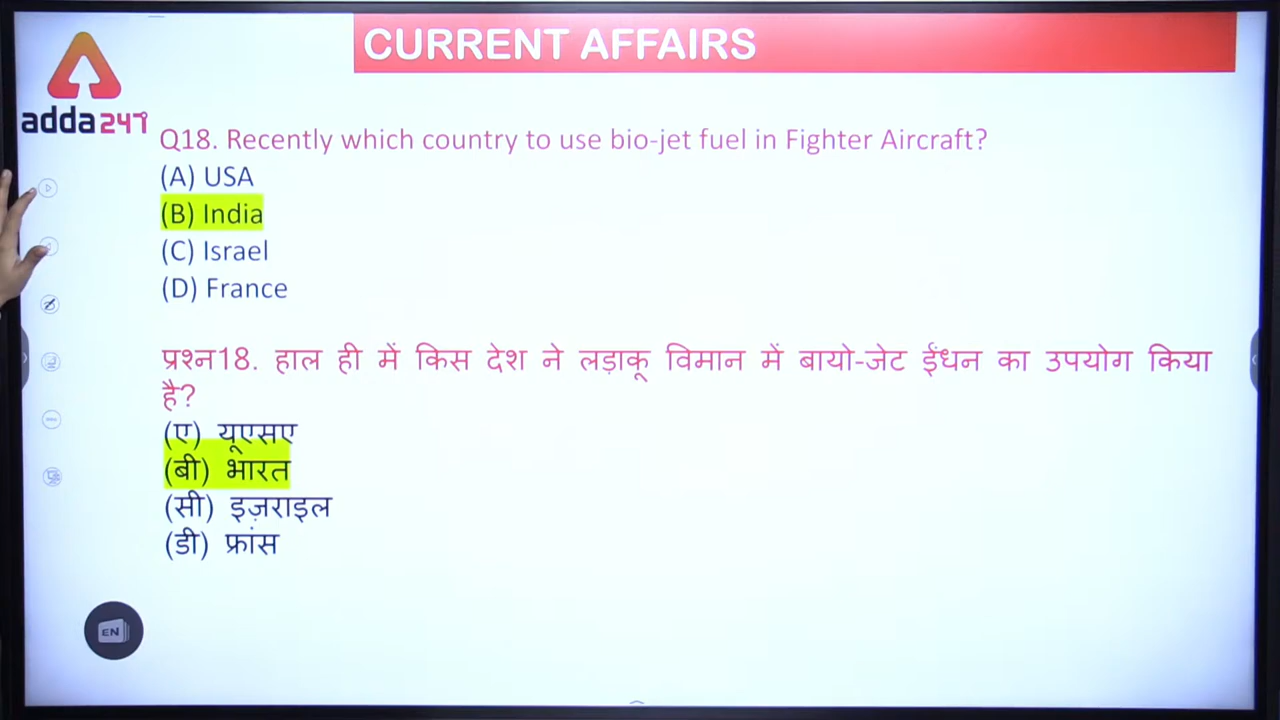 CURRENT AFFAIRS
adda247
Q18. Recently which country to use bio-jet fuel in Fighter Aircraft?
(A) USA
(B) India
(C) Israel
(D) France
प्रश्न18. हाल ही में किस देश ने लड़ाकू विमान में बायो-जेट ईंधन का उपयोग किया
है?
(ए) यूएसए
(बी) भारत
(सी) इज़राइल
(डी) फ्रांस
EN